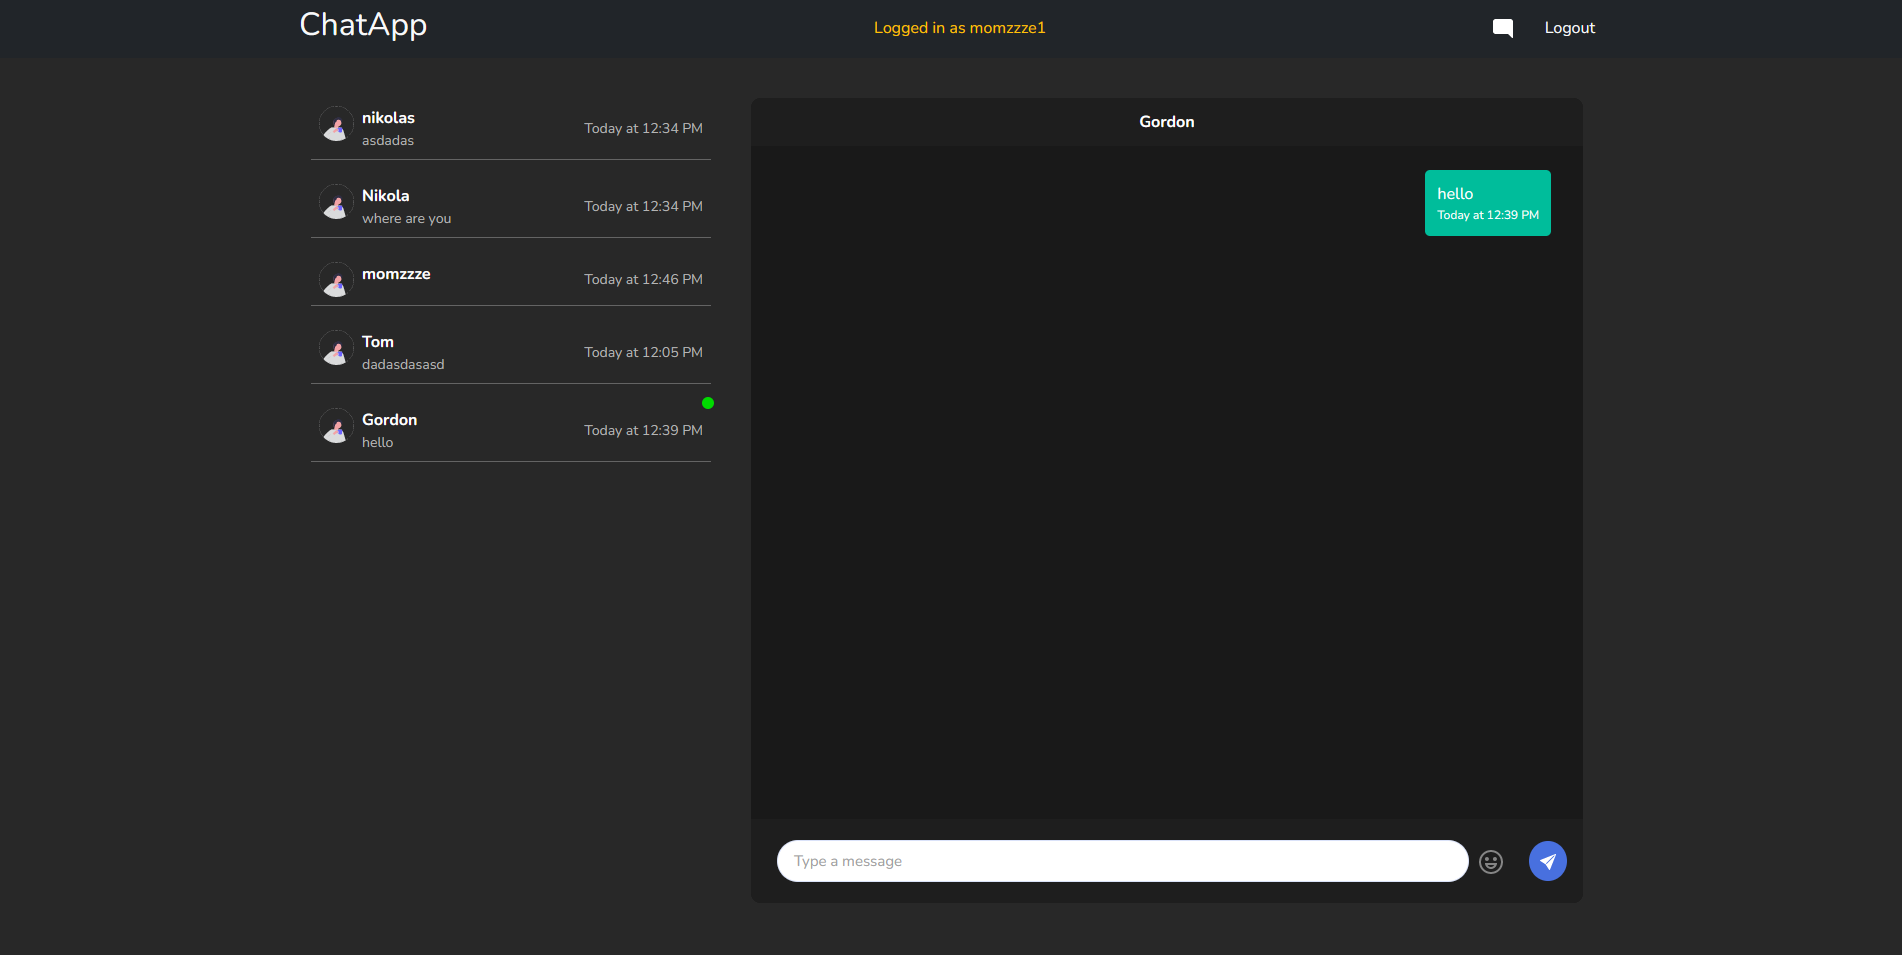 ChatApp
Logged in as momzzze1
Logout
nikolas
asdadas
Today at 12:34 PM
Nikola
where are you
Today at 12:34 PM
momzzze
Today at 12:46 PM
Tom
dadasdasasd
Today at 12:05 PM
Gordon
hello
Today at 12:39 PM
Gordon
hello
Today at 12:39 PM
Type a message